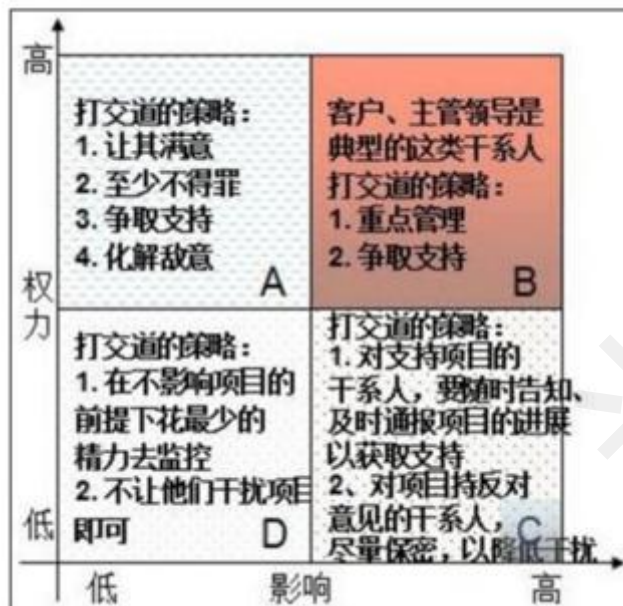 高
打交道的策略：
1. 让其满意
2. 至少不得罪
3. 争取支持
4. 化解敌意
A
客户、主管领导是
典型的这类干系人
打交道的策略：
1. 重点管理
2. 争取支持
B
权
力
打交道的策略：
1. 在不影响项目的
前提下花最少的
精力去监控
2. 不让他们干扰项目
即可
D
打交道的策略：
1. 对支持项目的
干系人，要随时告知、
及时通报项目的进展
以获取支持
2、对项目持反对
意见的干系人，
尽量保密，以降低干扰
C
低
低
影响
高